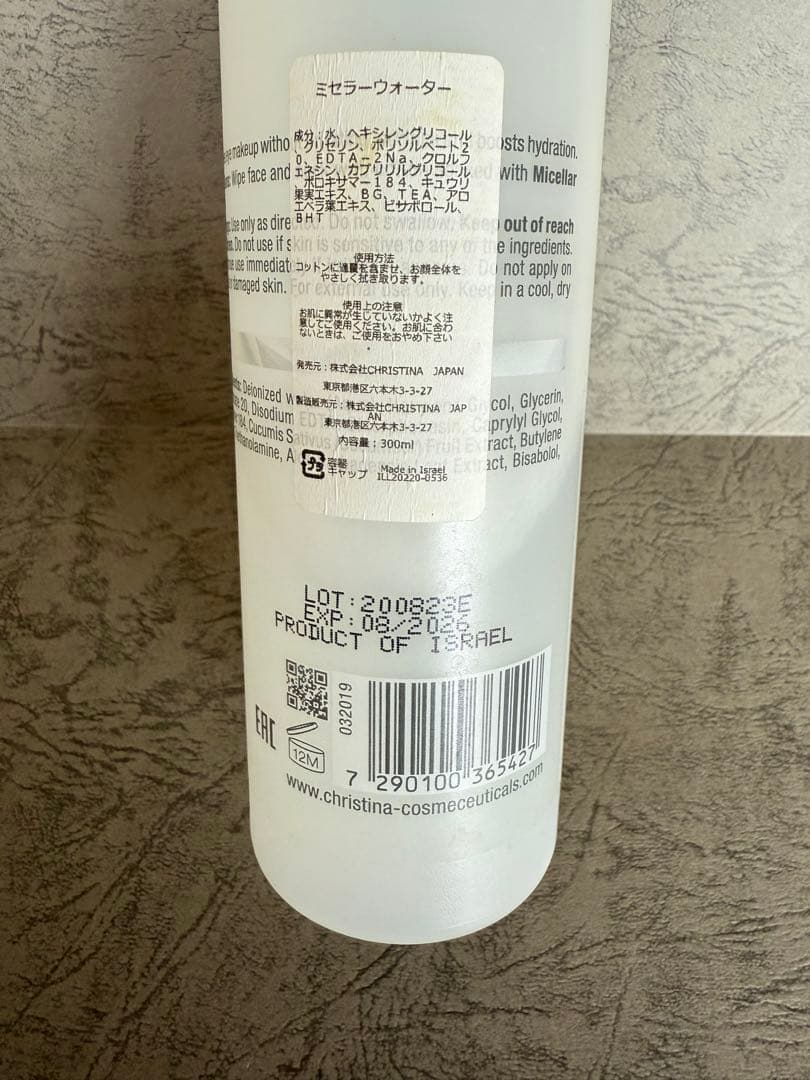 ミセラーウォーター
成分：水、ヘキシレングリコール
、グリセリン、ポリソルベート2
0、EDTA－2Na、クロルフ
ェネシン、カプリリルグリコール
、ポロキサマー184、キュウリ
果実エキス、BG、TEA、アロ
エベラ葉エキス、ビサボロール、
BHT
使用方法
コットンに適量を含ませ、お顔全体を
やさしく拭き取ります。
使用上の注意
お肌に異常が生じていないかよく注
意してご使用ください。お肌に合わ
ないときは、ご使用をおやめ下さい
。
発売元：株式会社CHRISTINA JAPAN
東京都港区六本木3-3-27
製造販売元：株式会社CHRISTINA JAP
AN
東京都港区六本木3-3-27
内容量：300ml
プラ 容器
キャップ Made in Israel
ILL20220-0536
eye makeup witho boosts hydration.
Wipe face and ed with Micellar
Use only as directed. Do not swallow. Keep out of reach
Do not use if skin is sensitive to any of the ingredients.
use immediate Do not apply on
damaged skin. For external use only. Keep in a cool, dry
Deionized w Glycol, Glycerin,
20, Disodium EDT Caprylyl Glycol,
184, Cucumis Sativus Fruit Extract, Butylene
Extract, Bisabolol,
LOT:200823E
EXP:08/2026
PRODUCT OF ISRAEL
032019
EAC
12M
7 290100 365427
www.christina-cosmeceuticals.com